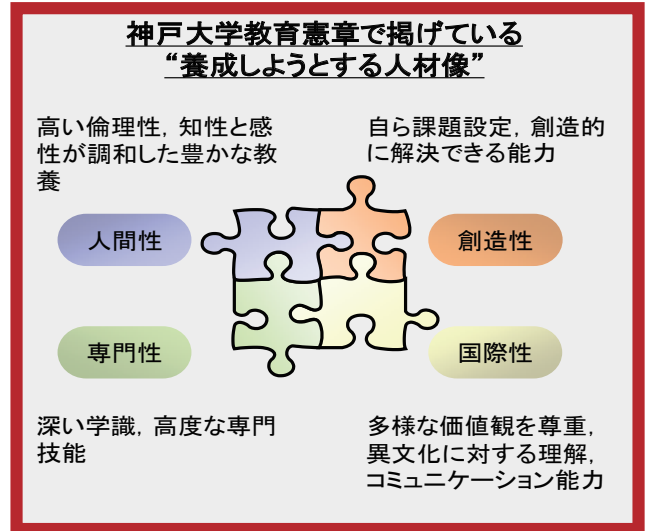 神戸大学教育憲章で掲げている
“養成しようとする人材像”
高い倫理性，知性と感
性が調和した豊かな教
養
自ら課題設定，創造的
に解決できる能力
人間性
創造性
専門性
国際性
深い学識，高度な専門
技能
多様な価値観を尊重，
異文化に対する理解，
コミュニケーション能力